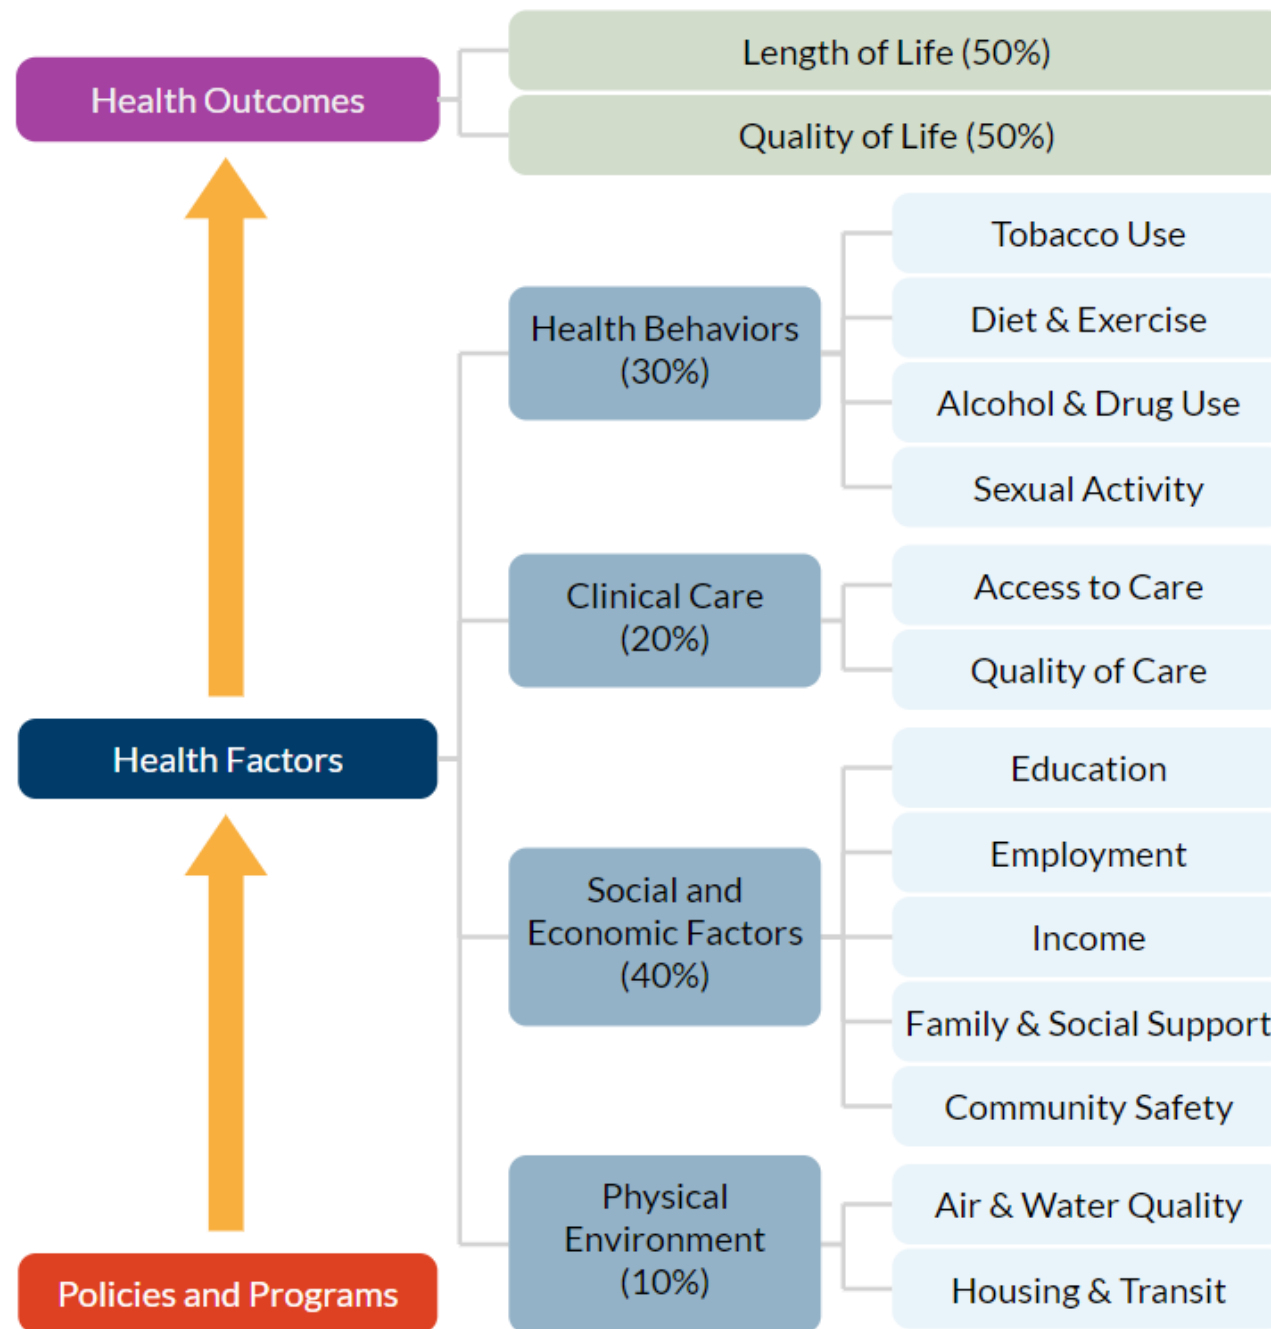 Health Outcomes
Length of Life (50%)
Quality of Life (50%)
Health Factors
Health Behaviors
(30%)
Tobacco Use
Diet & Exercise
Alcohol & Drug Use
Sexual Activity
Clinical Care
(20%)
Access to Care
Quality of Care
Social and
Economic Factors
(40%)
Education
Employment
Income
Family & Social Support
Community Safety
Physical
Environment
(10%)
Air & Water Quality
Housing & Transit
Policies and Programs